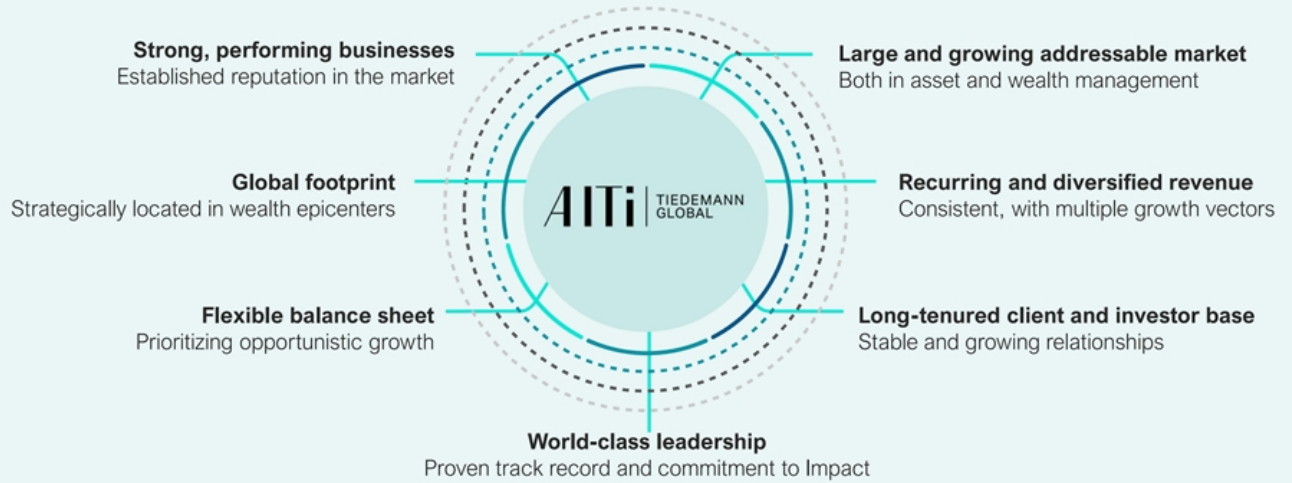 Strong, performing businesses
Established reputation in the market
Large and growing addressable market
Both in asset and wealth management
Global footprint
Strategically located in wealth epicenters
AlTi
TIEDEMANN
GLOBAL
Recurring and diversified revenue
Consistent, with multiple growth vectors
Flexible balance sheet
Prioritizing opportunistic growth
Long-tenured client and investor base
Stable and growing relationships
World-class leadership
Proven track record and commitment to Impact